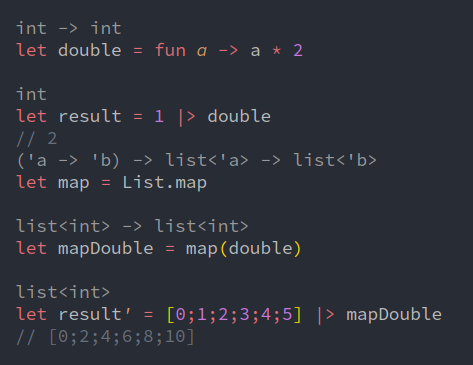 int -> int
let double = fun a -> a * 2
int
let result = 1 |> double
// 2
('a -> 'b) -> list<'a> -> list<'b>
let map = List.map
list<int> -> list<int>
let mapDouble = map(double)
list<int>
let result' = [0;1;2;3;4;5] |> mapDouble
// [0;2;4;6;8;10]